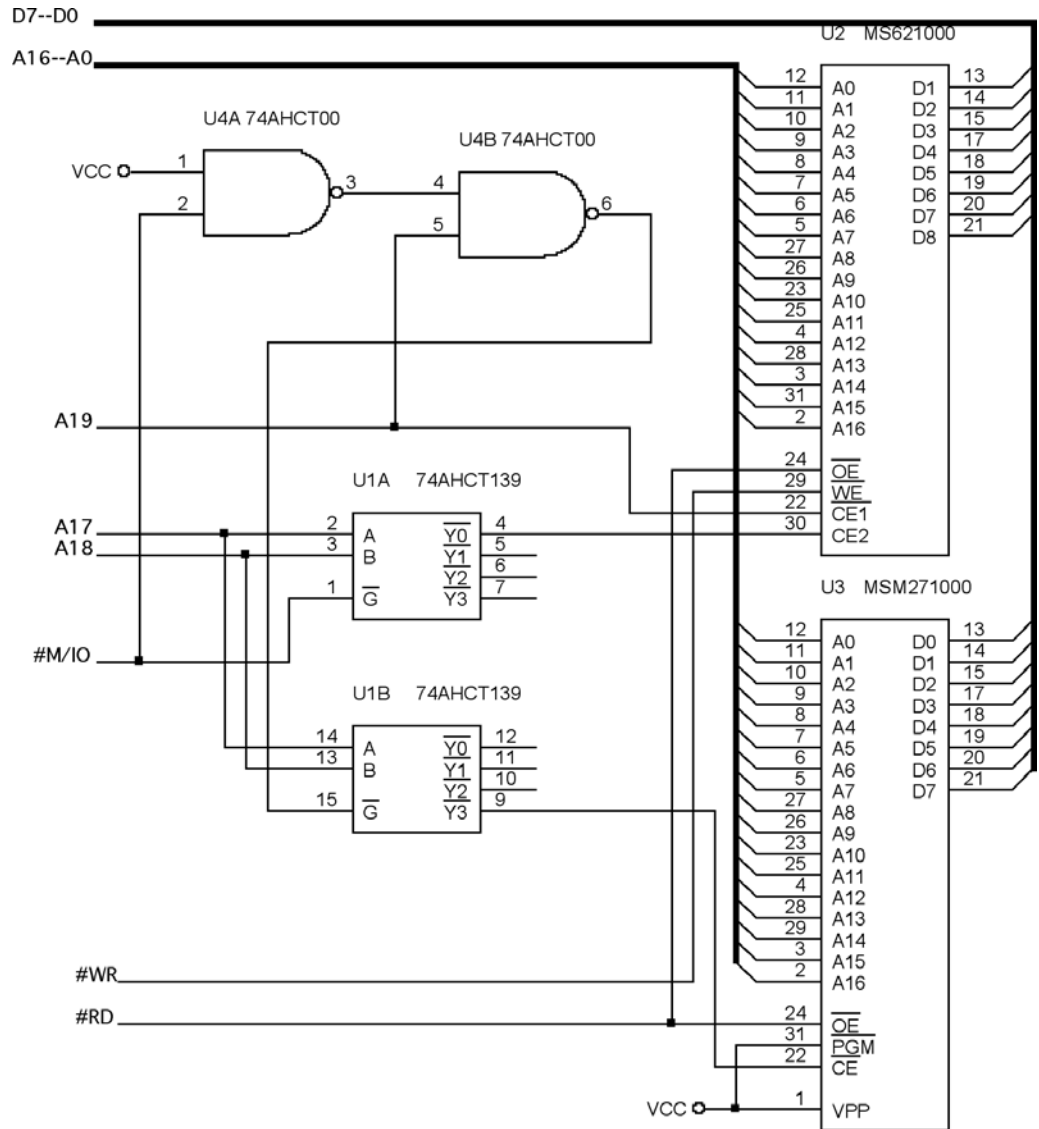 D7--D0
A16--A0
U2 MS621000
12 A0 D1 13
11 A1 D2 14
10 A2 D3 15
9 A3 D4 17
8 A4 D5 18
7 A5 D6 19
6 A6 D7 20
5 A7 D8 21
27 A8
26 A9
23 A10
25 A11
4 A12
28 A13
3 A14
31 A15
2 A16
24 OE
29 WE
22 CE1
30 CE2
U4A 74AHCT00
VCC 1
2
3
U4B 74AHCT00
4
5
6
A19
U1A 74AHCT139
A17 2 A Y0 4
A18 3 B Y1 5
Y2 6
1 G Y3 7
#M/IO
U1B 74AHCT139
14 A Y0 12
13 B Y1 11
Y2 10
15 G Y3 9
U3 MSM271000
12 A0 D0 13
11 A1 D1 14
10 A2 D2 15
9 A3 D3 17
8 A4 D4 18
7 A5 D5 19
6 A6 D6 20
5 A7 D7 21
27 A8
26 A9
23 A10
25 A11
4 A12
28 A13
29 A14
3 A15
2 A16
#WR
#RD
24 OE
31 PGM
22 CE
VCC 1 VPP